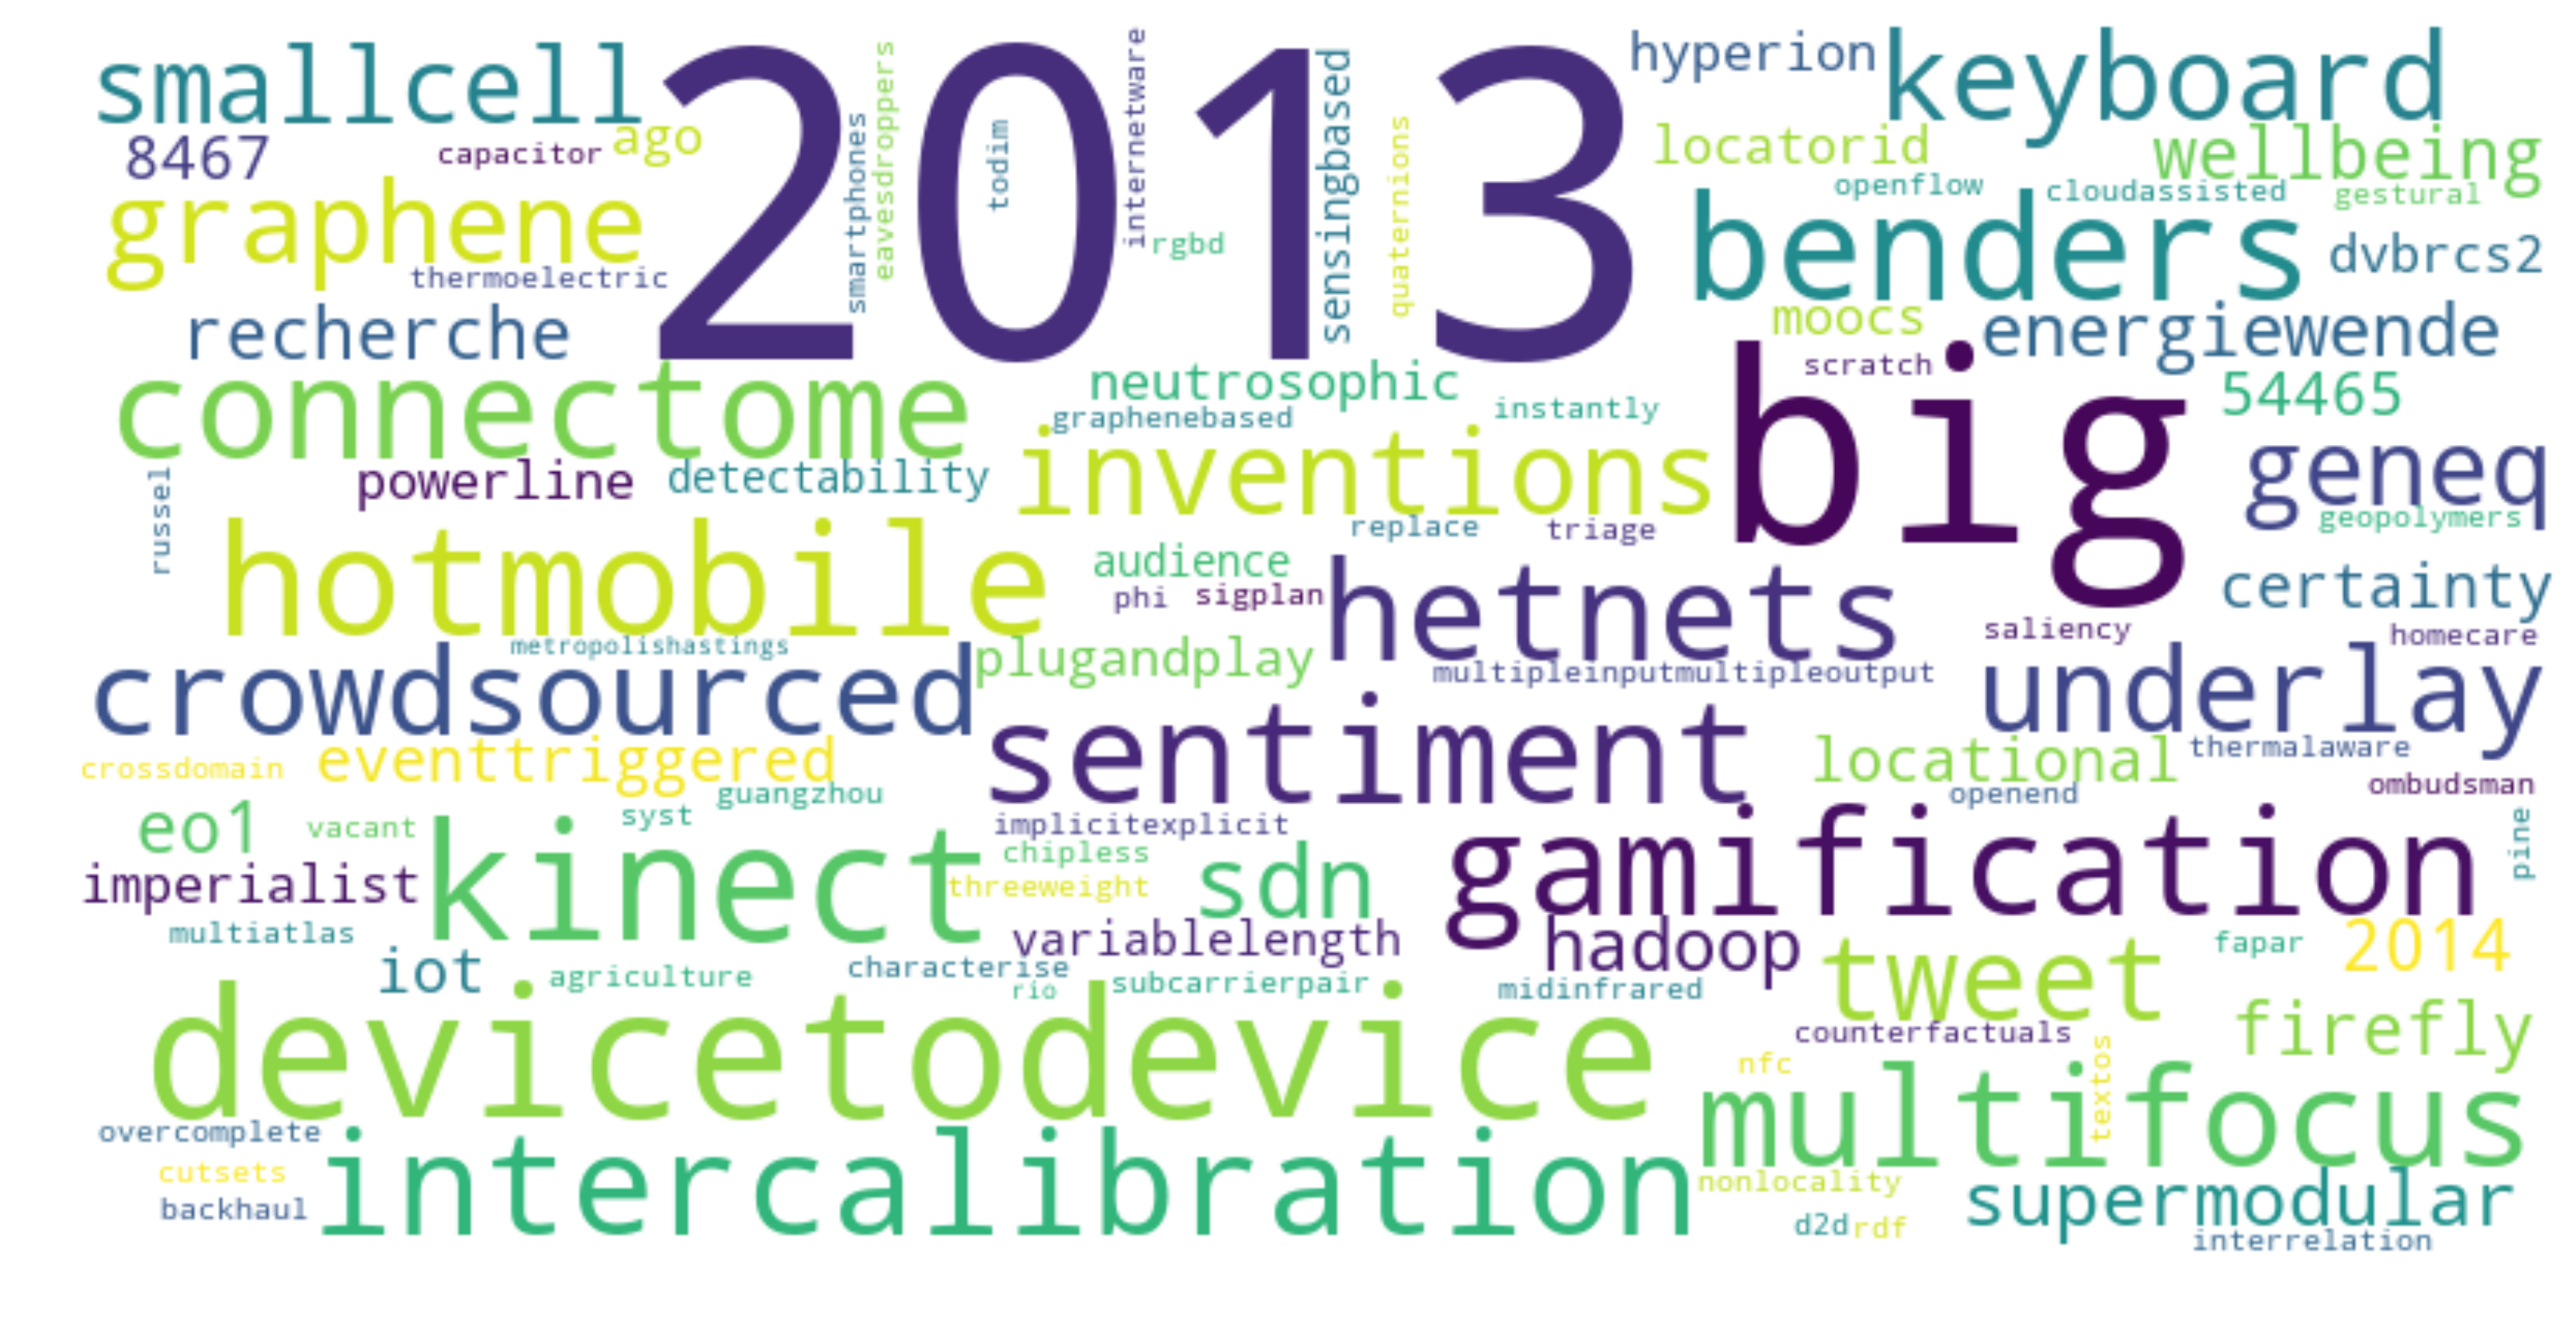 smallcell 2013 hyperion keyboard
8467 capacitor ago smartphones eavesdroppers todim internetware rgbd sensingbased quaternions locatorid wellbeing
openflow cloudassisted gestural
graphene thermoelectric benders dvbrcs2
recherche moocs energiewende
connectome neutrosophic big scratch 54465
graphenebased instantly
russel powerline detectability inventions geneq
replace triage geopolymers
hotmobile audience hetnets certainty
phi sigplan saliency homecare
metropolishastings plugandplay multipleinputmultipleoutput
crowdsourced underlay
crossdomain eventtriggered sentiment locational thermalaware
guangzhou openend ombudsman
eo1 vacant syst implicitexplicit pine
kinect chipless sdn gamification
imperialist threeweight
multiatlas variablelength hadoop fapar 2014
iot agriculture characterise rio subcarrierpair midinfrared tweet
devicetodevice counterfactuals firefly
nfc textos
overcomplete multifocus
cutsets intercalibration nonlocality
backhaul d2d rdf supermodular
interrelation